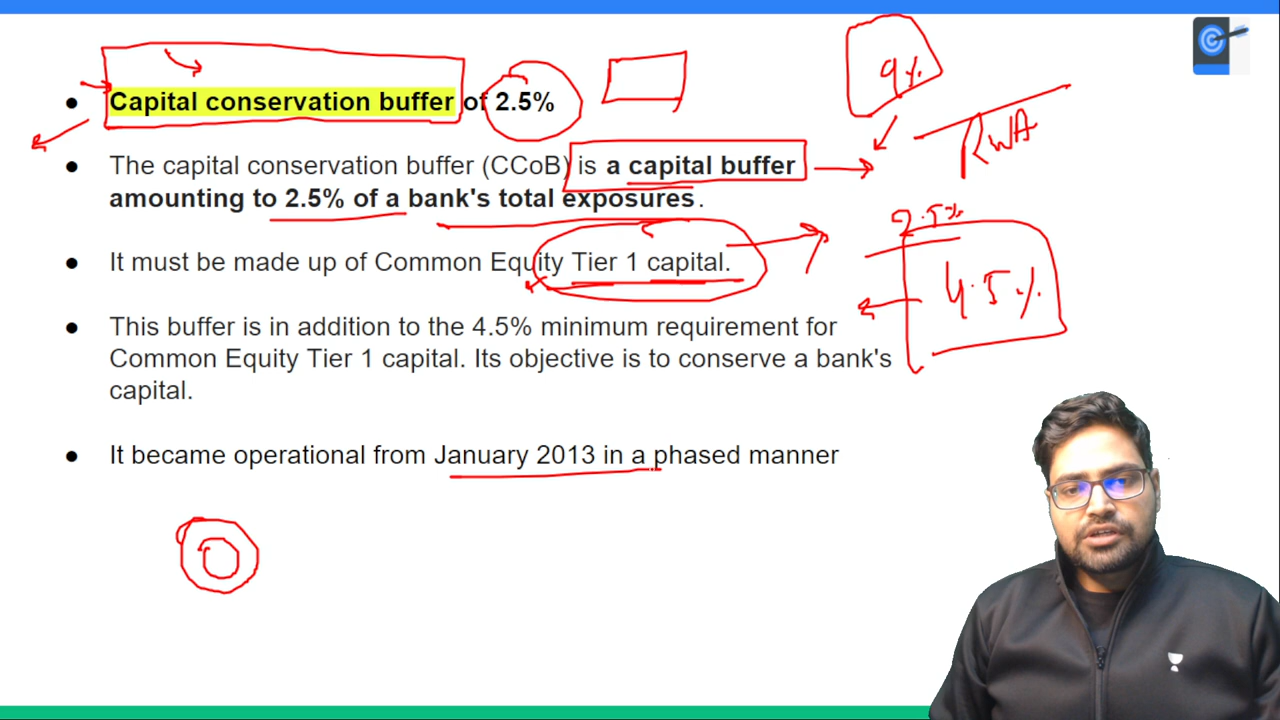 Capital conservation buffer of 2.5%
9%
RWA
The capital conservation buffer (CCoB) is a capital buffer
amounting to 2.5% of a bank's total exposures.
2.5%
It must be made up of Common Equity Tier 1 capital.
4.5%
This buffer is in addition to the 4.5% minimum requirement for
Common Equity Tier 1 capital. Its objective is to conserve a bank's
capital.
It became operational from January 2013 in a phased manner